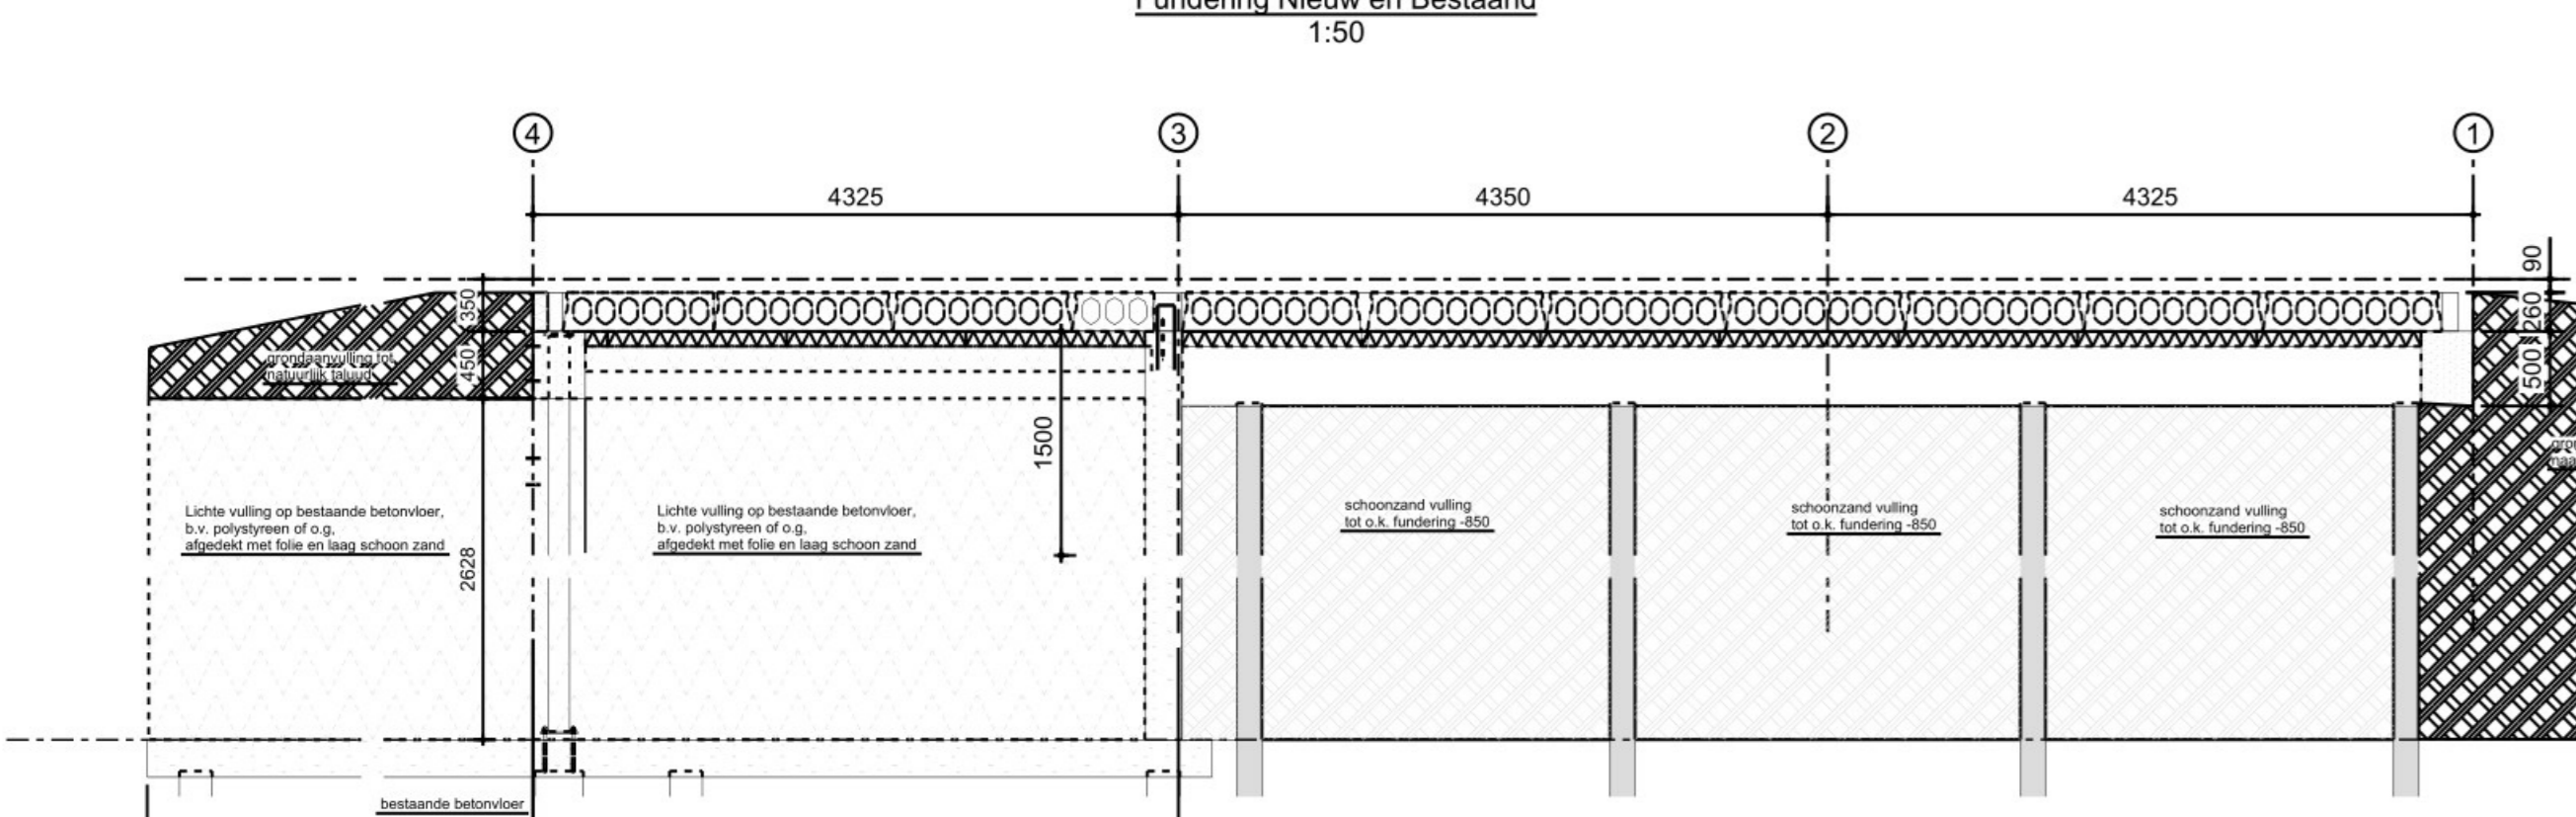 Fundering Nieuw en Bestaand
1:50
4
3
2
1
4325
4350
4325
90
350
260
450
500
grondaanvulling tot
natuurlijk taluud
1500
2628
Lichte vulling op bestaande betonvloer,
b.v. polystyreen of o.g,
afgedekt met folie en laag schoon zand
Lichte vulling op bestaande betonvloer,
b.v. polystyreen of o.g,
afgedekt met folie en laag schoon zand
schoonzand vulling
tot o.k. fundering -850
schoonzand vulling
tot o.k. fundering -850
schoonzand vulling
tot o.k. fundering -850
bestaande betonvloer